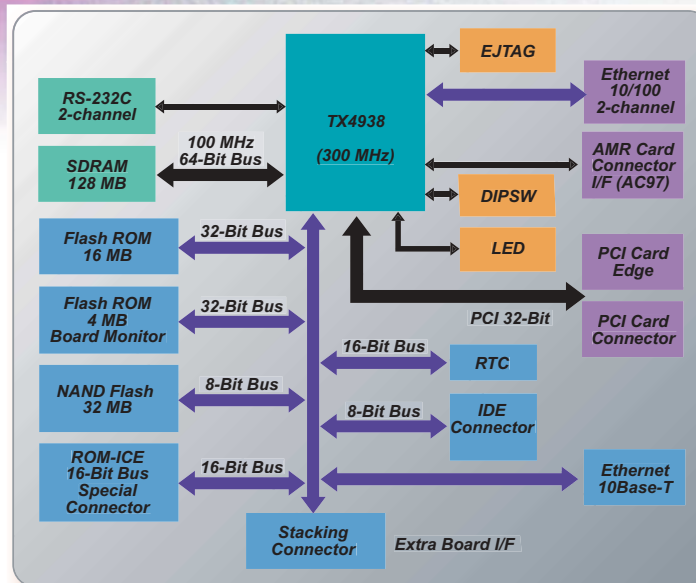 EJTAG
RS-232C
2-channel
TX4938
(300 MHz)
Ethernet
10/100
2-channel
100 MHz
64-Bit Bus
SDRAM
128 MB
AMR Card
Connector
I/F (AC97)
DIPSW
Flash ROM
16 MB
32-Bit Bus
LED
PCI Card
Edge
Flash ROM
4 MB
Board Monitor
32-Bit Bus
PCI 32-Bit
PCI Card
Connector
16-Bit Bus
RTC
NAND Flash
32 MB
8-Bit Bus
8-Bit Bus
IDE
Connector
ROM-ICE
16-Bit Bus
Special
Connector
16-Bit Bus
Ethernet
10Base-T
Stacking
Connector
Extra Board I/F